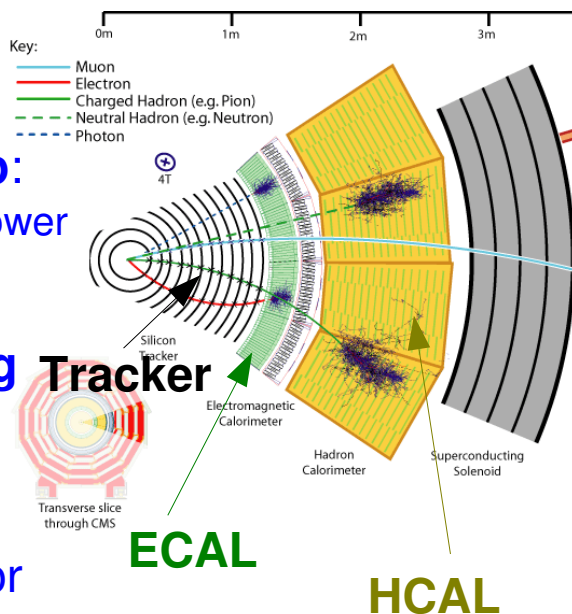 0m 1m 2m 3m
Key:
Muon
Electron
Charged Hadron (e.g. Pion)
Neutral Hadron (e.g. Neutron)
Photon
4T
Silicon
Tracker
Tracker
g
Electromagnetic
Calorimeter
Hadron
Calorimeter
Superconducting
Solenoid
Transverse slice
through CMS
ECAL
HCAL
or